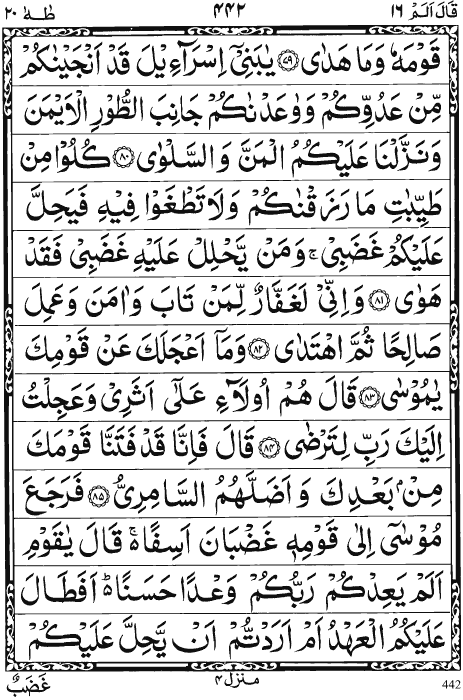 قَالَ اَلَمْ ١٦ ٤٤٢ طٰهٰ ٢٠
قَوْمَهٗ وَمَا هَدٰى ﴿٧٩﴾ يٰبَنِيْۤ اِسْرَآءِيْلَ قَدْ اَنْجَيْنٰكُمْ
مِّنْ عَدُوِّكُمْ وَوٰعَدْنٰكُمْ جَانِبَ الطُّوْرِ الْاَيْمَنَ
وَنَزَّلْنَا عَلَيْكُمُ الْمَنَّ وَالسَّلْوٰى ﴿٨٠﴾ كُلُوْا مِنْ
طَيِّبٰتِ مَا رَزَقْنٰكُمْ وَلَا تَطْغَوْا فِيْهِ فَيَحِلَّ
عَلَيْكُمْ غَضَبِيْ ۚ وَمَنْ يَّحْلِلْ عَلَيْهِ غَضَبِيْ فَقَدْ
هَوٰى ﴿٨١﴾ وَاِنِّيْ لَغَفَّارٌ لِّمَنْ تَابَ وَاٰمَنَ وَعَمِلَ
صَالِحًا ثُمَّ اهْتَدٰى ﴿٨٢﴾ وَمَاۤ اَعْجَلَكَ عَنْ قَوْمِكَ
يٰمُوْسٰى ﴿٨٣﴾ قَالَ هُمْ اُولَآءِ عَلٰۤى اَثَرِيْ وَعَجِلْتُ
اِلَيْكَ رَبِّ لِتَرْضٰى ﴿٨٤﴾ قَالَ فَاِنَّا قَدْ فَتَنَّا قَوْمَكَ
مِنْۢ بَعْدِكَ وَاَضَلَّهُمُ السَّامِرِيُّ ﴿٨٥﴾ فَرَجَعَ
مُوْسٰۤى اِلٰى قَوْمِهٖ غَضْبَانَ اَسِفًا ۚ قَالَ يٰقَوْمِ
اَلَمْ يَعِدْكُمْ رَبُّكُمْ وَعْدًا حَسَنًا ۚ اَفَطَالَ
عَلَيْكُمُ الْعَهْدُ اَمْ اَرَدْتُّمْ اَنْ يَّحِلَّ عَلَيْكُمْ
منزل ٤ غَضَبٌ
442